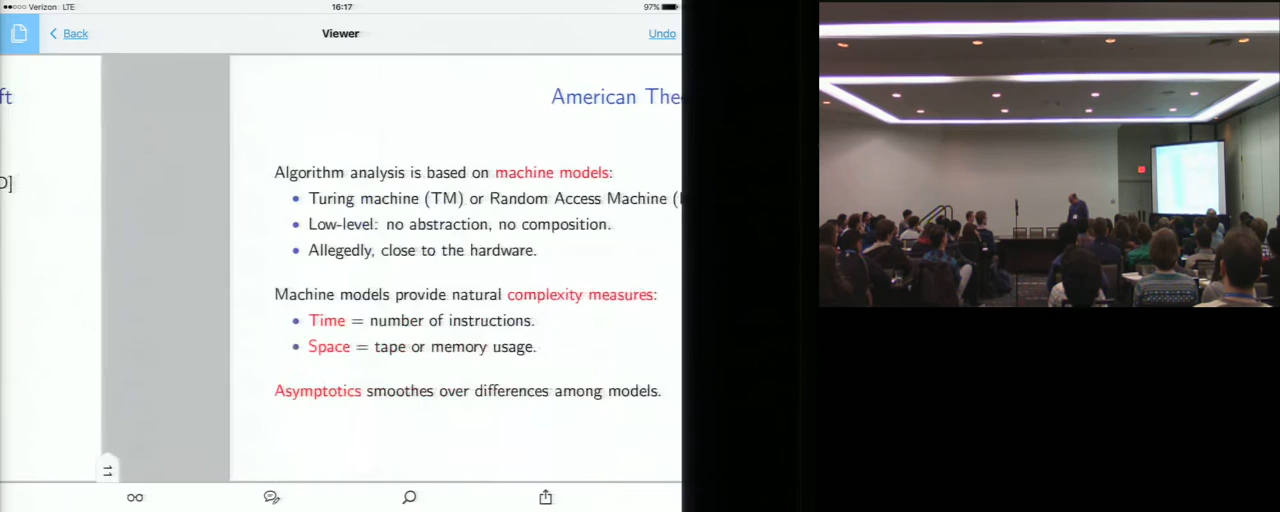 Verizon LTE
16:17
97%
Back
Viewer
Undo
ft
American The
D]
Algorithm analysis is based on machine models:
• Turing machine (TM) or Random Access Machine (
• Low-level: no abstraction, no composition.
• Allegedly, close to the hardware.
Machine models provide natural complexity measures:
• Time = number of instructions.
• Space = tape or memory usage.
Asymptotics smoothes over differences among models.
11